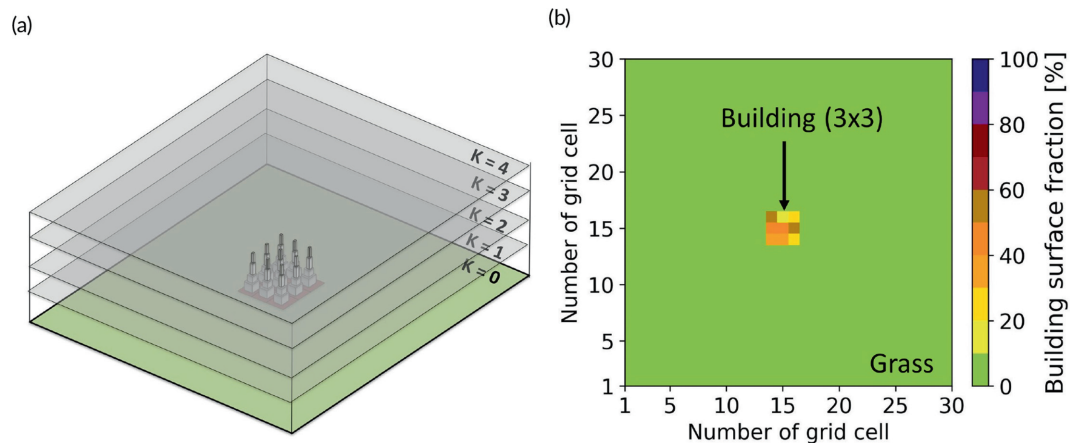 (a)
K = 4
K = 3
K = 2
K = 1
K = 0
(b)
Number of grid cell
30
25
20
15
10
5
1
Building (3x3)
Grass
1
5
10
15
20
25
30
Number of grid cell
100
80
60
40
20
0
Building surface fraction [%]